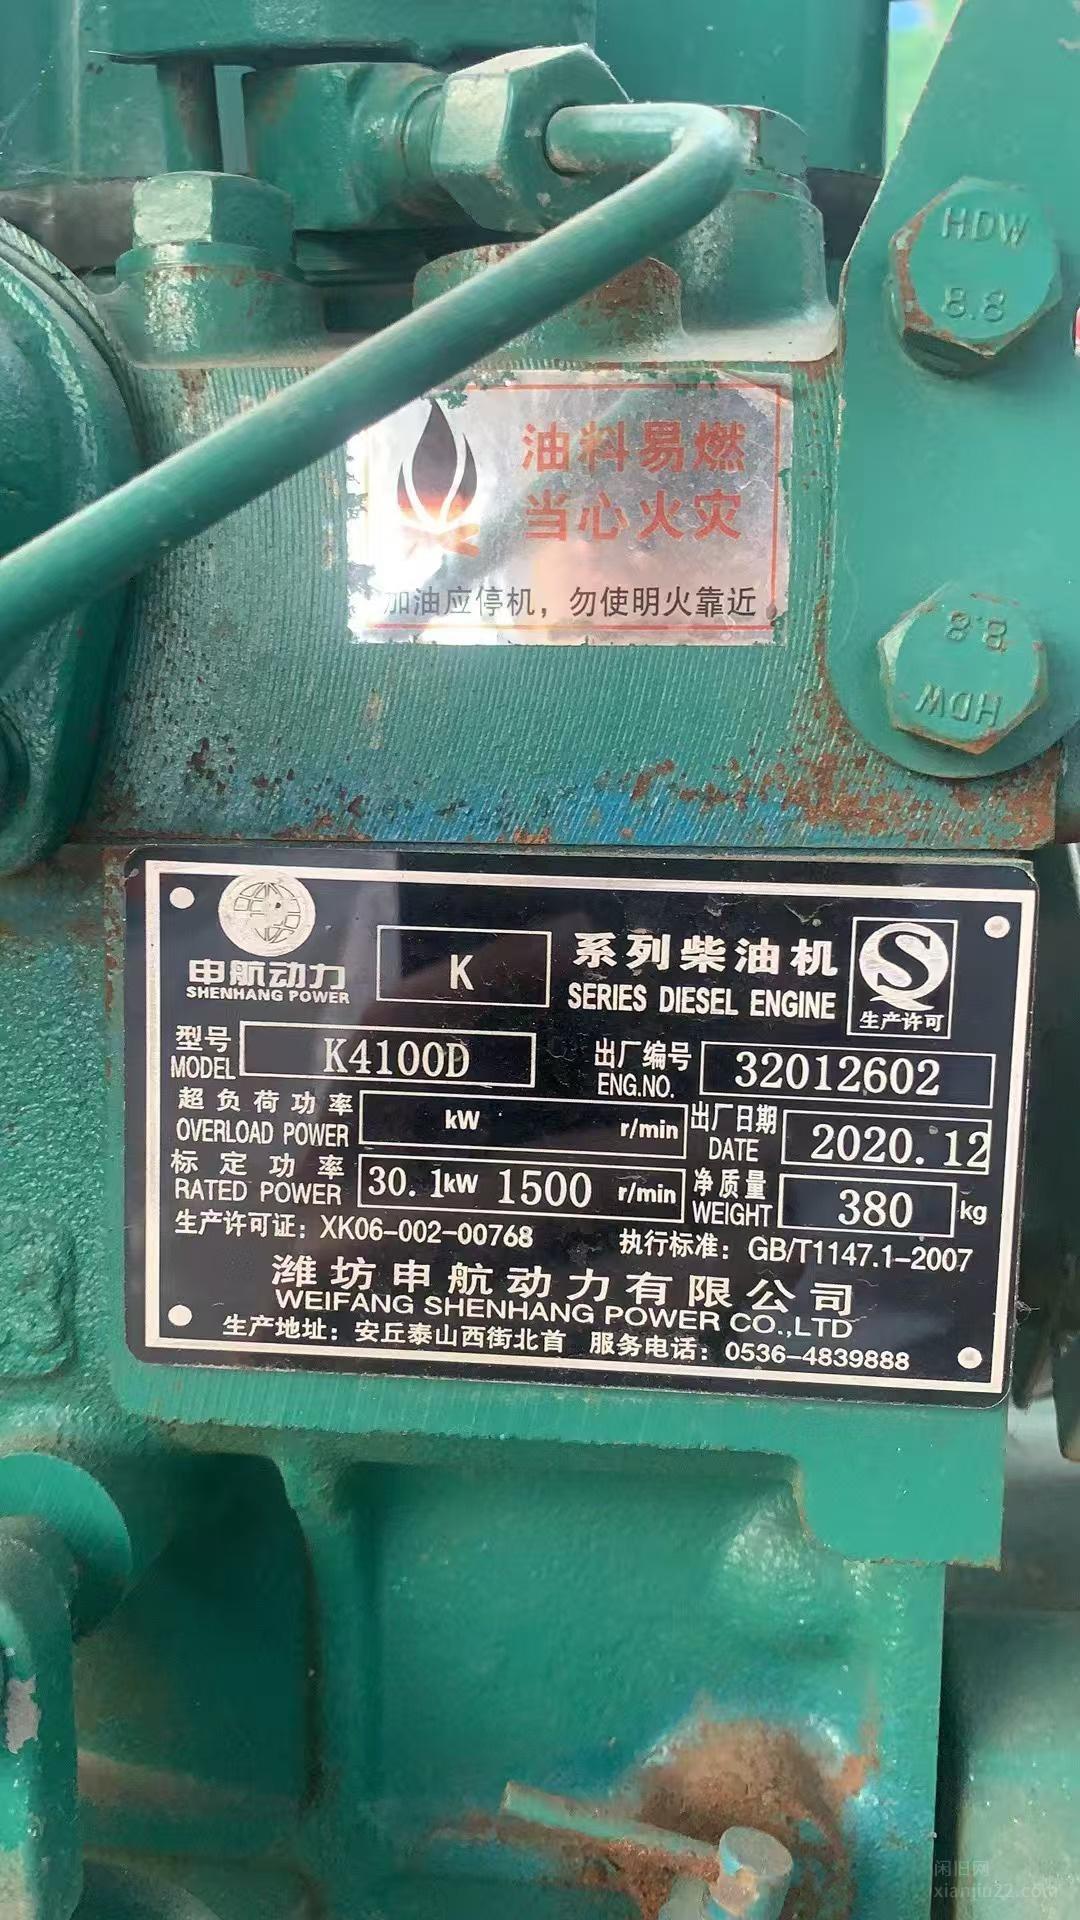 HDW
8.8
油料易燃
当心火灾
加油应停机，勿使明火靠近
8.8
HDW
申航动力
SHENHANG POWER
K
系列柴油机
SERIES DIESEL ENGINE
生产许可
型号
MODEL
K4100D
出厂编号
ENG.NO.
32012602
超负荷功率
OVERLOAD POWER
kW r/min
出厂日期
DATE
2020.12
标定功率
RATED POWER
30.1kW 1500 r/min
净质量
WEIGHT
380 kg
生产许可证：XK06-002-00768
执行标准：GB/T1147.1-2007
潍坊申航动力有限公司
WEIFANG SHENHANG POWER CO.,LTD
生产地址：安丘泰山西街北首 服务电话：0536-4839888
闲旧网
xianjiu22.com